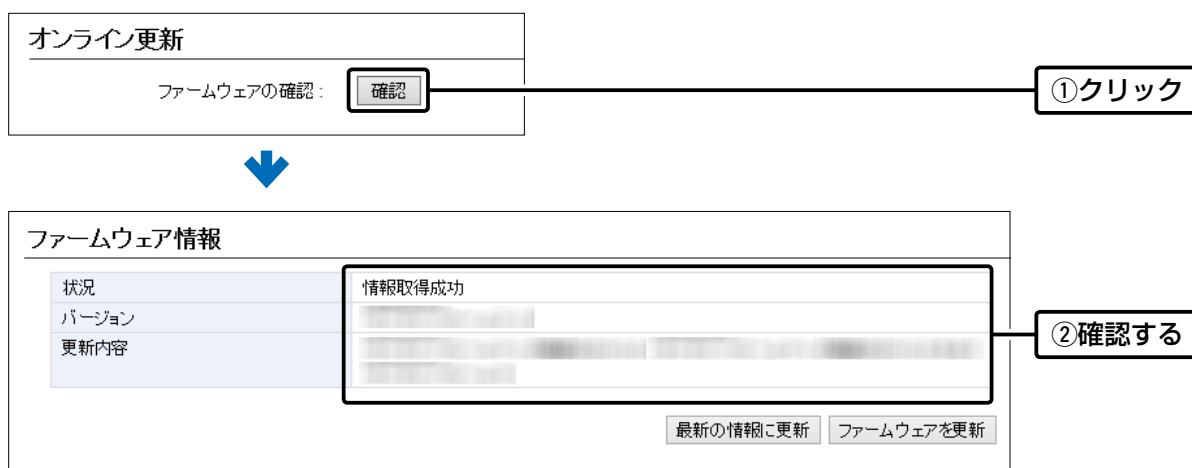 オンライン更新
ファームウェアの確認： 確認
①クリック
ファームウェア情報
状況 情報取得成功
バージョン
更新内容
②確認する
最新の情報に更新 ファームウェアを更新